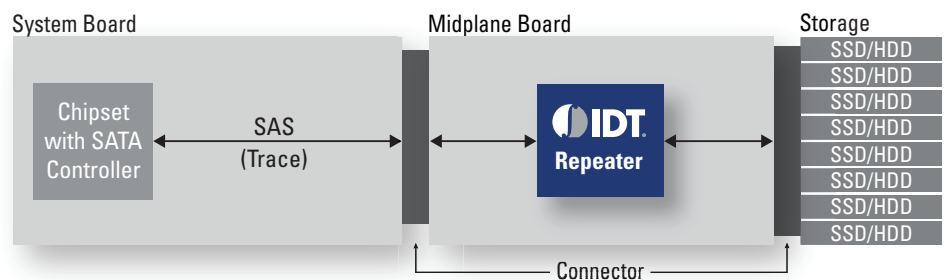 System Board
Midplane Board
Storage
Chipset
with SATA
Controller
SAS
(Trace)
IDT.
Repeater
SSD/HDD
SSD/HDD
SSD/HDD
SSD/HDD
SSD/HDD
SSD/HDD
SSD/HDD
SSD/HDD
Connector